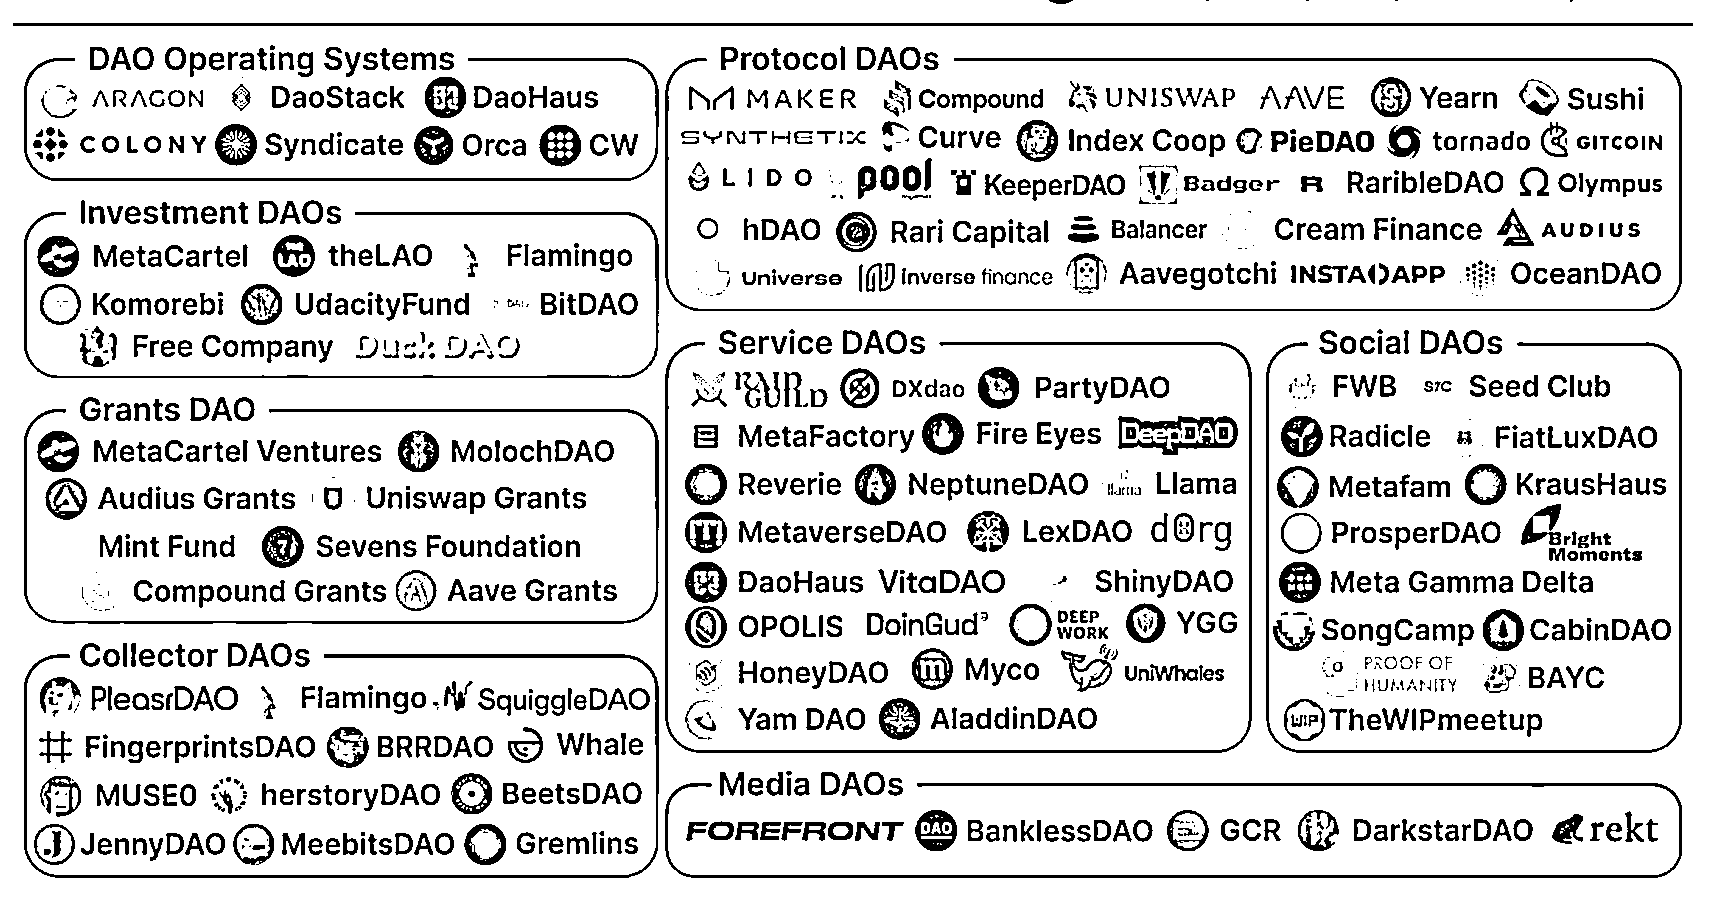 DAO Operating Systems
ARAGON DaoStack DaoHaus
COLONY Syndicate Orca CW
Investment DAOs
MetaCartel theLAO Flamingo
Komorebi UdacityFund BitDAO
Free Company Duck DAO
Grants DAO
MetaCartel Ventures MolochDAO
Audius Grants Uniswap Grants
Mint Fund Sevens Foundation
Compound Grants Aave Grants
Collector DAOs
PleasrDAO Flamingo SquiggleDAO
FingerprintsDAO BRRDAO Whale
MUSE0 herstoryDAO BeetsDAO
JennyDAO MeebitsDAO Gremlins
Protocol DAOs
MAKER Compound UNISWAP AAVE Yearn Sushi
SYNTHETIX Curve Index Coop PieDAO tornado GITCOIN
LIDO pool KeeperDAO Badger R RaribleDAO Olympus
hDAO Rari Capital Balancer Cream Finance AUDIUS
Universe Inverse finance Aavegotchi INSTADAPP OceanDAO
Service DAOs
RAID GUILD DXdao PartyDAO
MetaFactory Fire Eyes DeepDAO
Reverie NeptuneDAO llama Llama
MetaverseDAO LexDAO dOrg
DaoHaus VitaDAO ShinyDAO
OPOLIS DoinGud DEEP WORK YGG
HoneyDAO Myco UniWhales
Yam DAO AladdinDAO
Social DAOs
FWB S7C Seed Club
Radicle FiatLuxDAO
Metafam KrausHaus
ProsperDAO Bright Moments
Meta Gamma Delta
SongCamp CabinDAO
PROOF OF HUMANITY BAYC
WIP TheWIPmeetup
Media DAOs
FOREFRONT DAO BanklessDAO GCR DarkstarDAO rekt